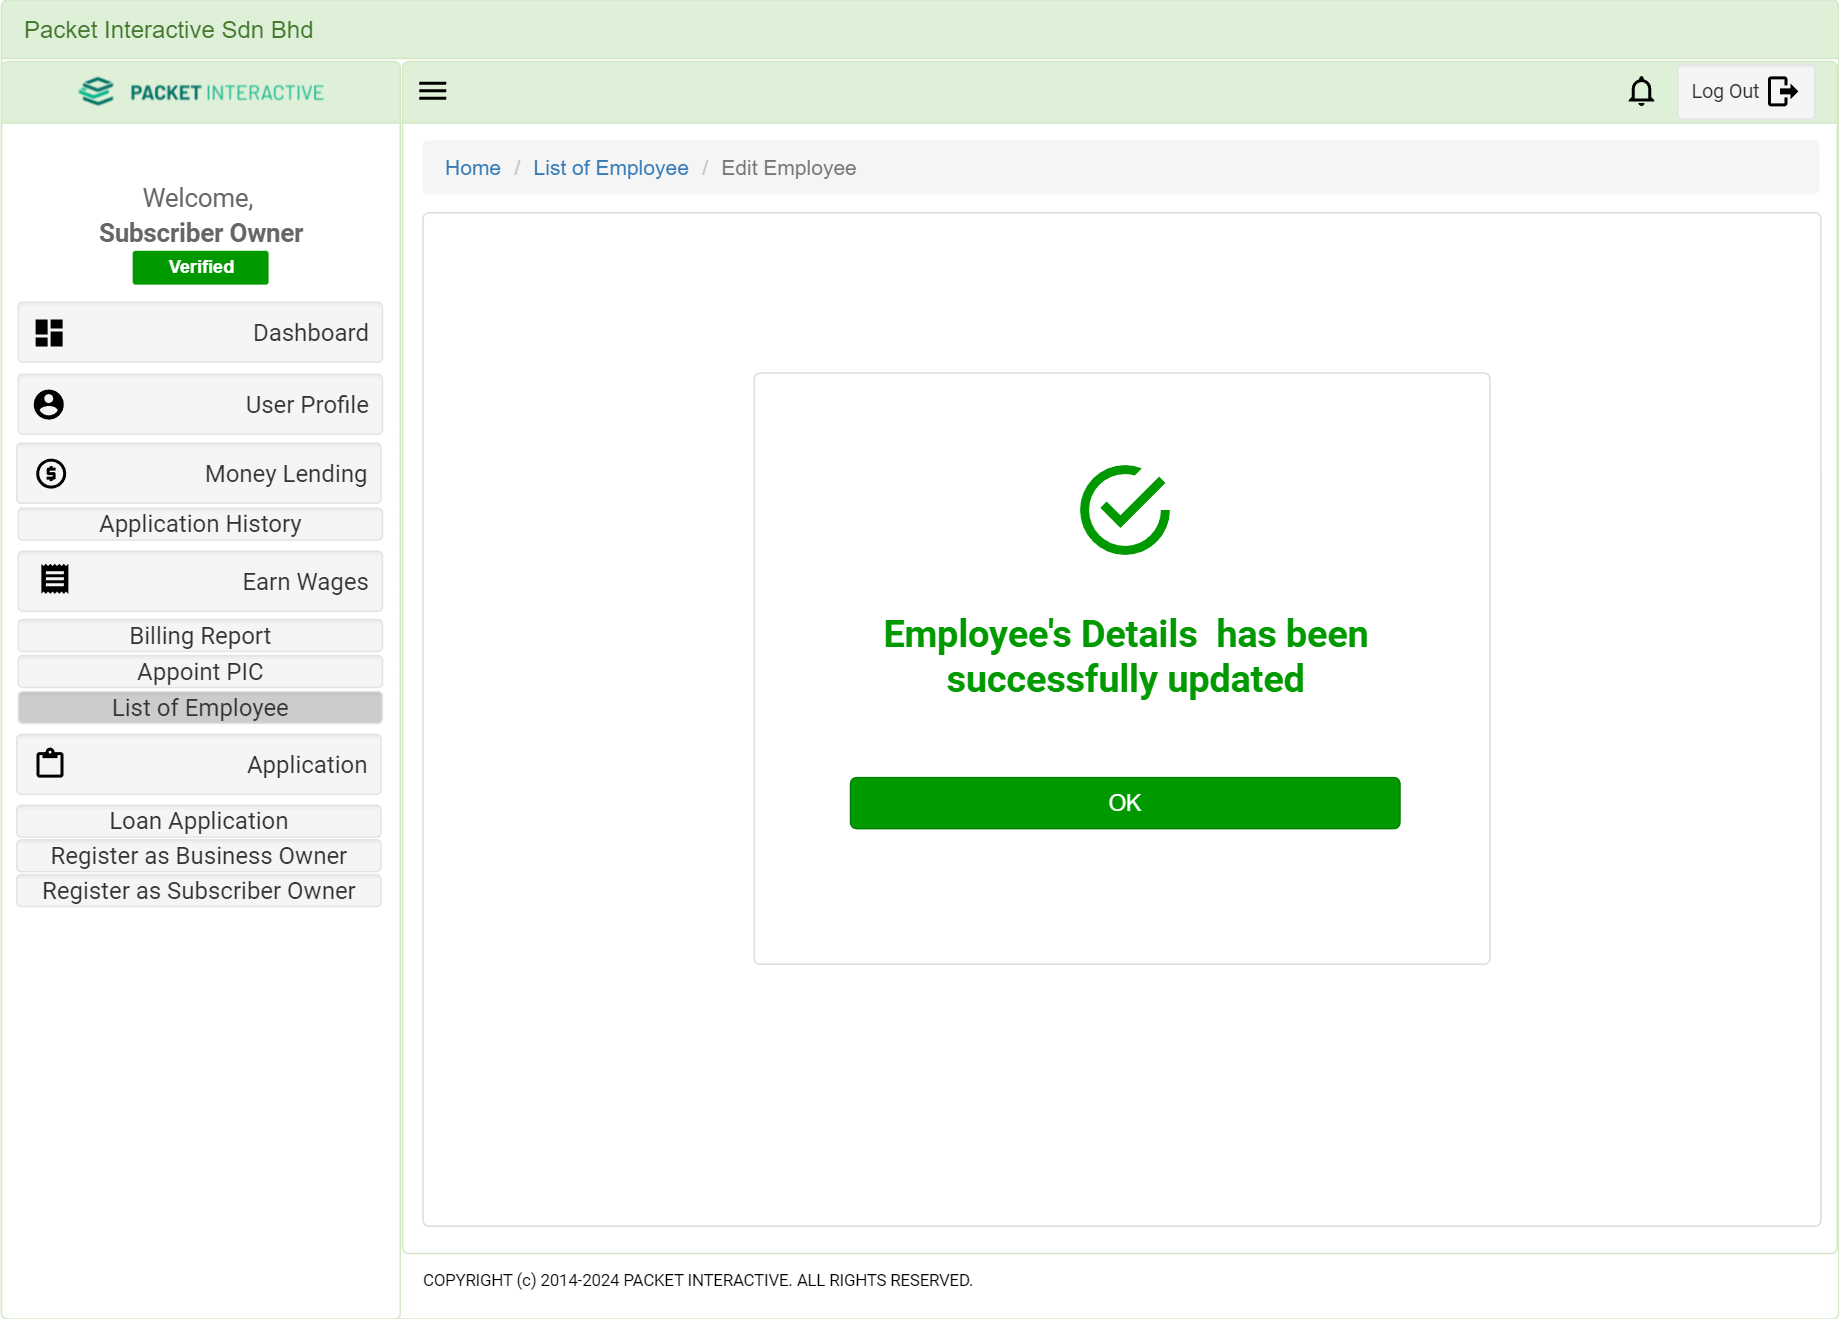 Packet Interactive Sdn Bhd
PACKET INTERACTIVE
Log Out
Home / List of Employee / Edit Employee
Welcome,
Subscriber Owner
Verified
Dashboard
User Profile
Money Lending
Application History
Earn Wages
Billing Report
Appoint PIC
List of Employee
Application
Loan Application
Register as Business Owner
Register as Subscriber Owner
Employee's Details  has been
successfully updated
OK
COPYRIGHT (c) 2014-2024 PACKET INTERACTIVE. ALL RIGHTS RESERVED.